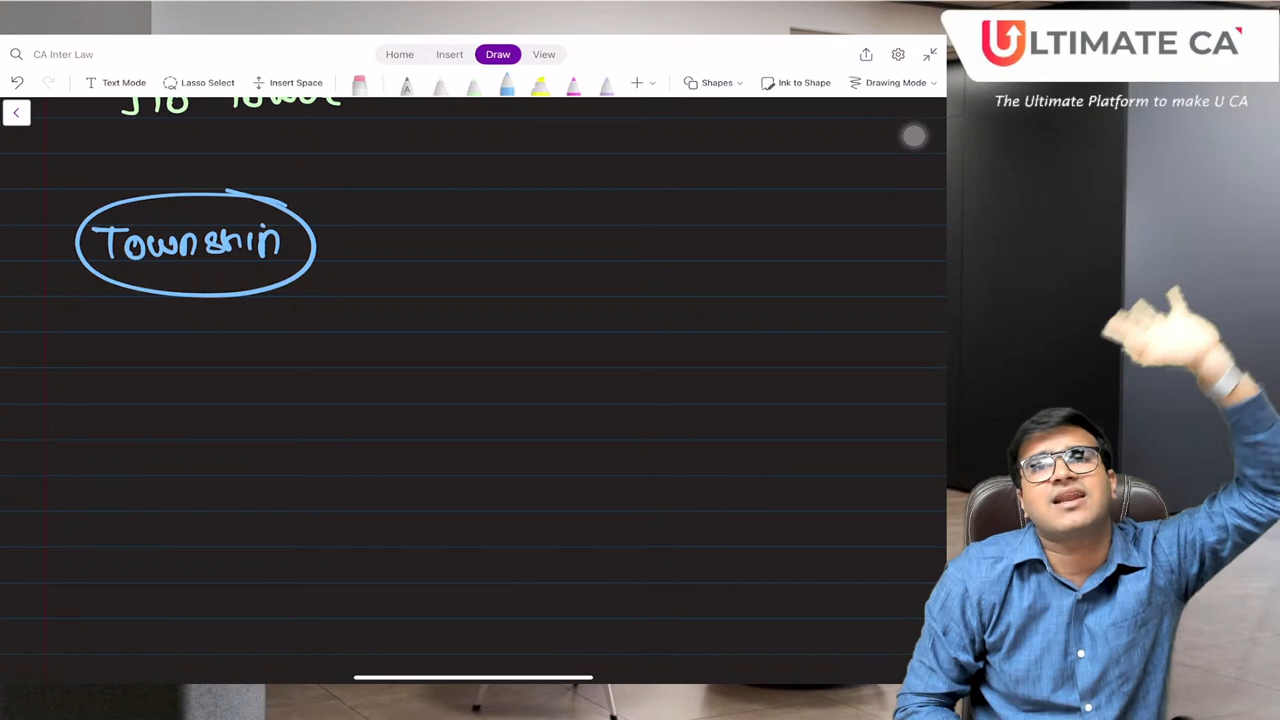 ULTIMATE CA
The Ultimate Platform to make U CA
CA Inter Law
Home Insert Draw View
Text Mode Lasso Select Insert Space Shapes Ink to Shape Drawing Mode
Township